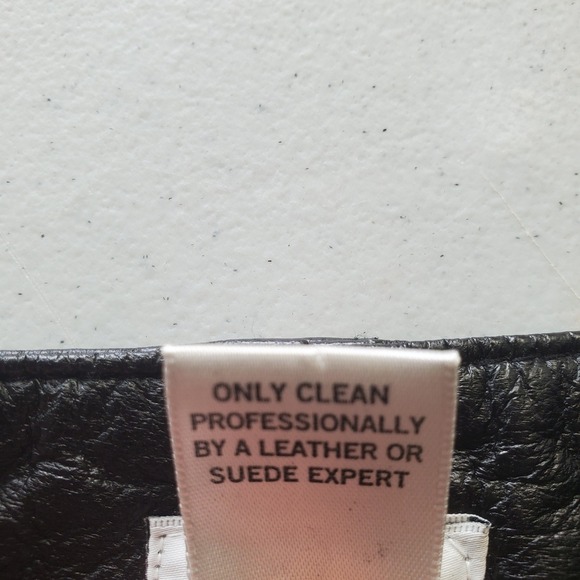 ONLY CLEAN
PROFESSIONALLY
BY A LEATHER OR
SUEDE EXPERT